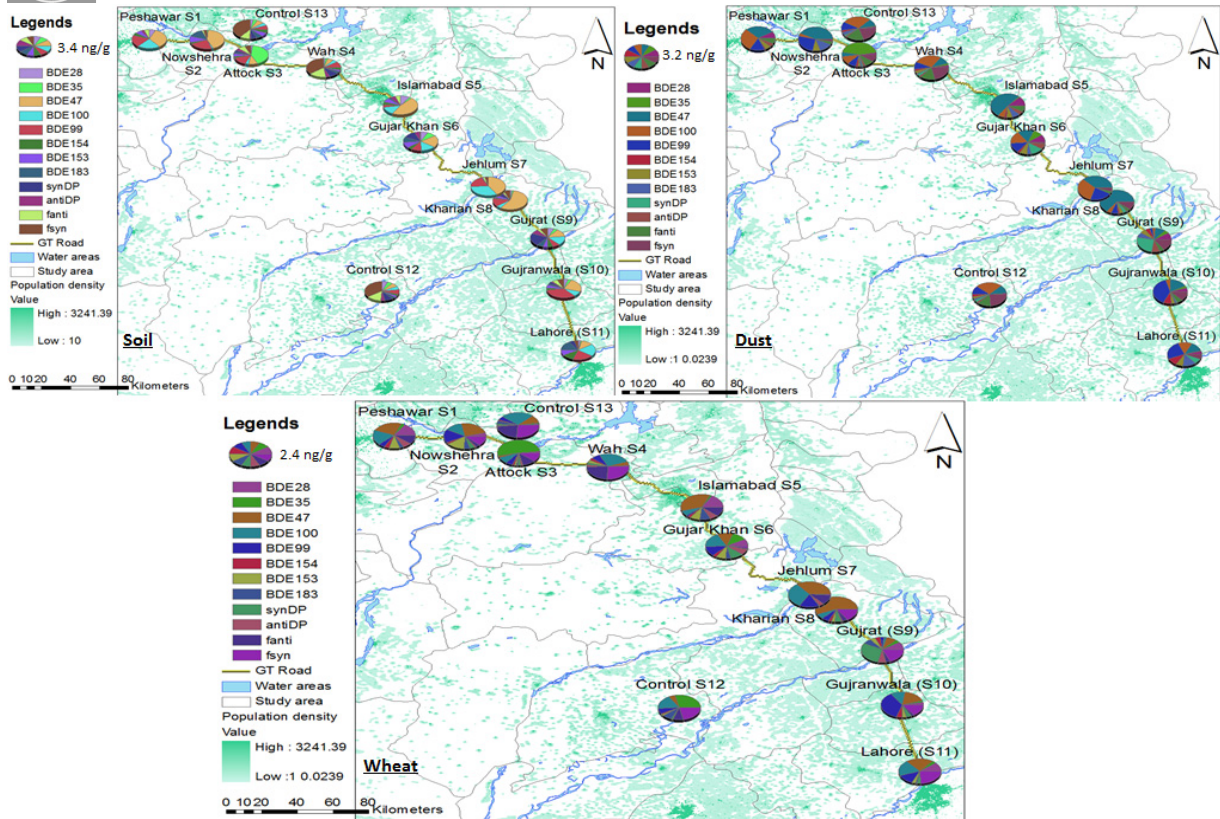 Legends
3.4 ng/g
BDE28
BDE35
BDE47
BDE100
BDE99
BDE154
BDE153
BDE183
synDP
antiDP
fanti
fsyn
GT Road
Water areas
Study area
Population density
Value
High : 3241.39
Low : 10
0 1020 40 60 80
Kilometers
Soil
Peshawar S1
Control S13
Nowshehra
S2
Attock S3
Wah S4
Islamabad S5
Gujar Khan S6
Jehlum S7
Kharian S8
Gujrat (S9)
Control S12
Gujranwala (S10)
Lahore (S11)
N
Legends
3.2 ng/g
BDE28
BDE35
BDE47
BDE100
BDE99
BDE154
BDE153
BDE183
synDP
antiDP
fanti
fsyn
GT Road
Water areas
Study area
Population density
Value
High : 3241.39
Low :1 0.0239
0 1020 40 60 80
Kilometers
Dust
Peshawar S1
Control S13
Nowshehra
S2
Attock S3
Wah S4
Islamabad S5
Gujar Khan S6
Jehlum S7
Kharian S8
Gujrat (S9)
Control S12
Gujranwala (S10)
Lahore (S11)
N
Legends
2.4 ng/g
BDE28
BDE35
BDE47
BDE100
BDE99
BDE154
BDE153
BDE183
synDP
antiDP
fanti
fsyn
GT Road
Water areas
Study area
Population density
Value
High : 3241.39
Low :1 0.0239
0 1020 40 60 80
Kilometers
Wheat
Peshawar S1
Control S13
Nowshehra
S2
Attock S3
Wah S4
Islamabad S5
Gujar Khan S6
Jehlum S7
Kharian S8
Gujrat (S9)
Control S12
Gujranwala (S10)
Lahore (S11)
N